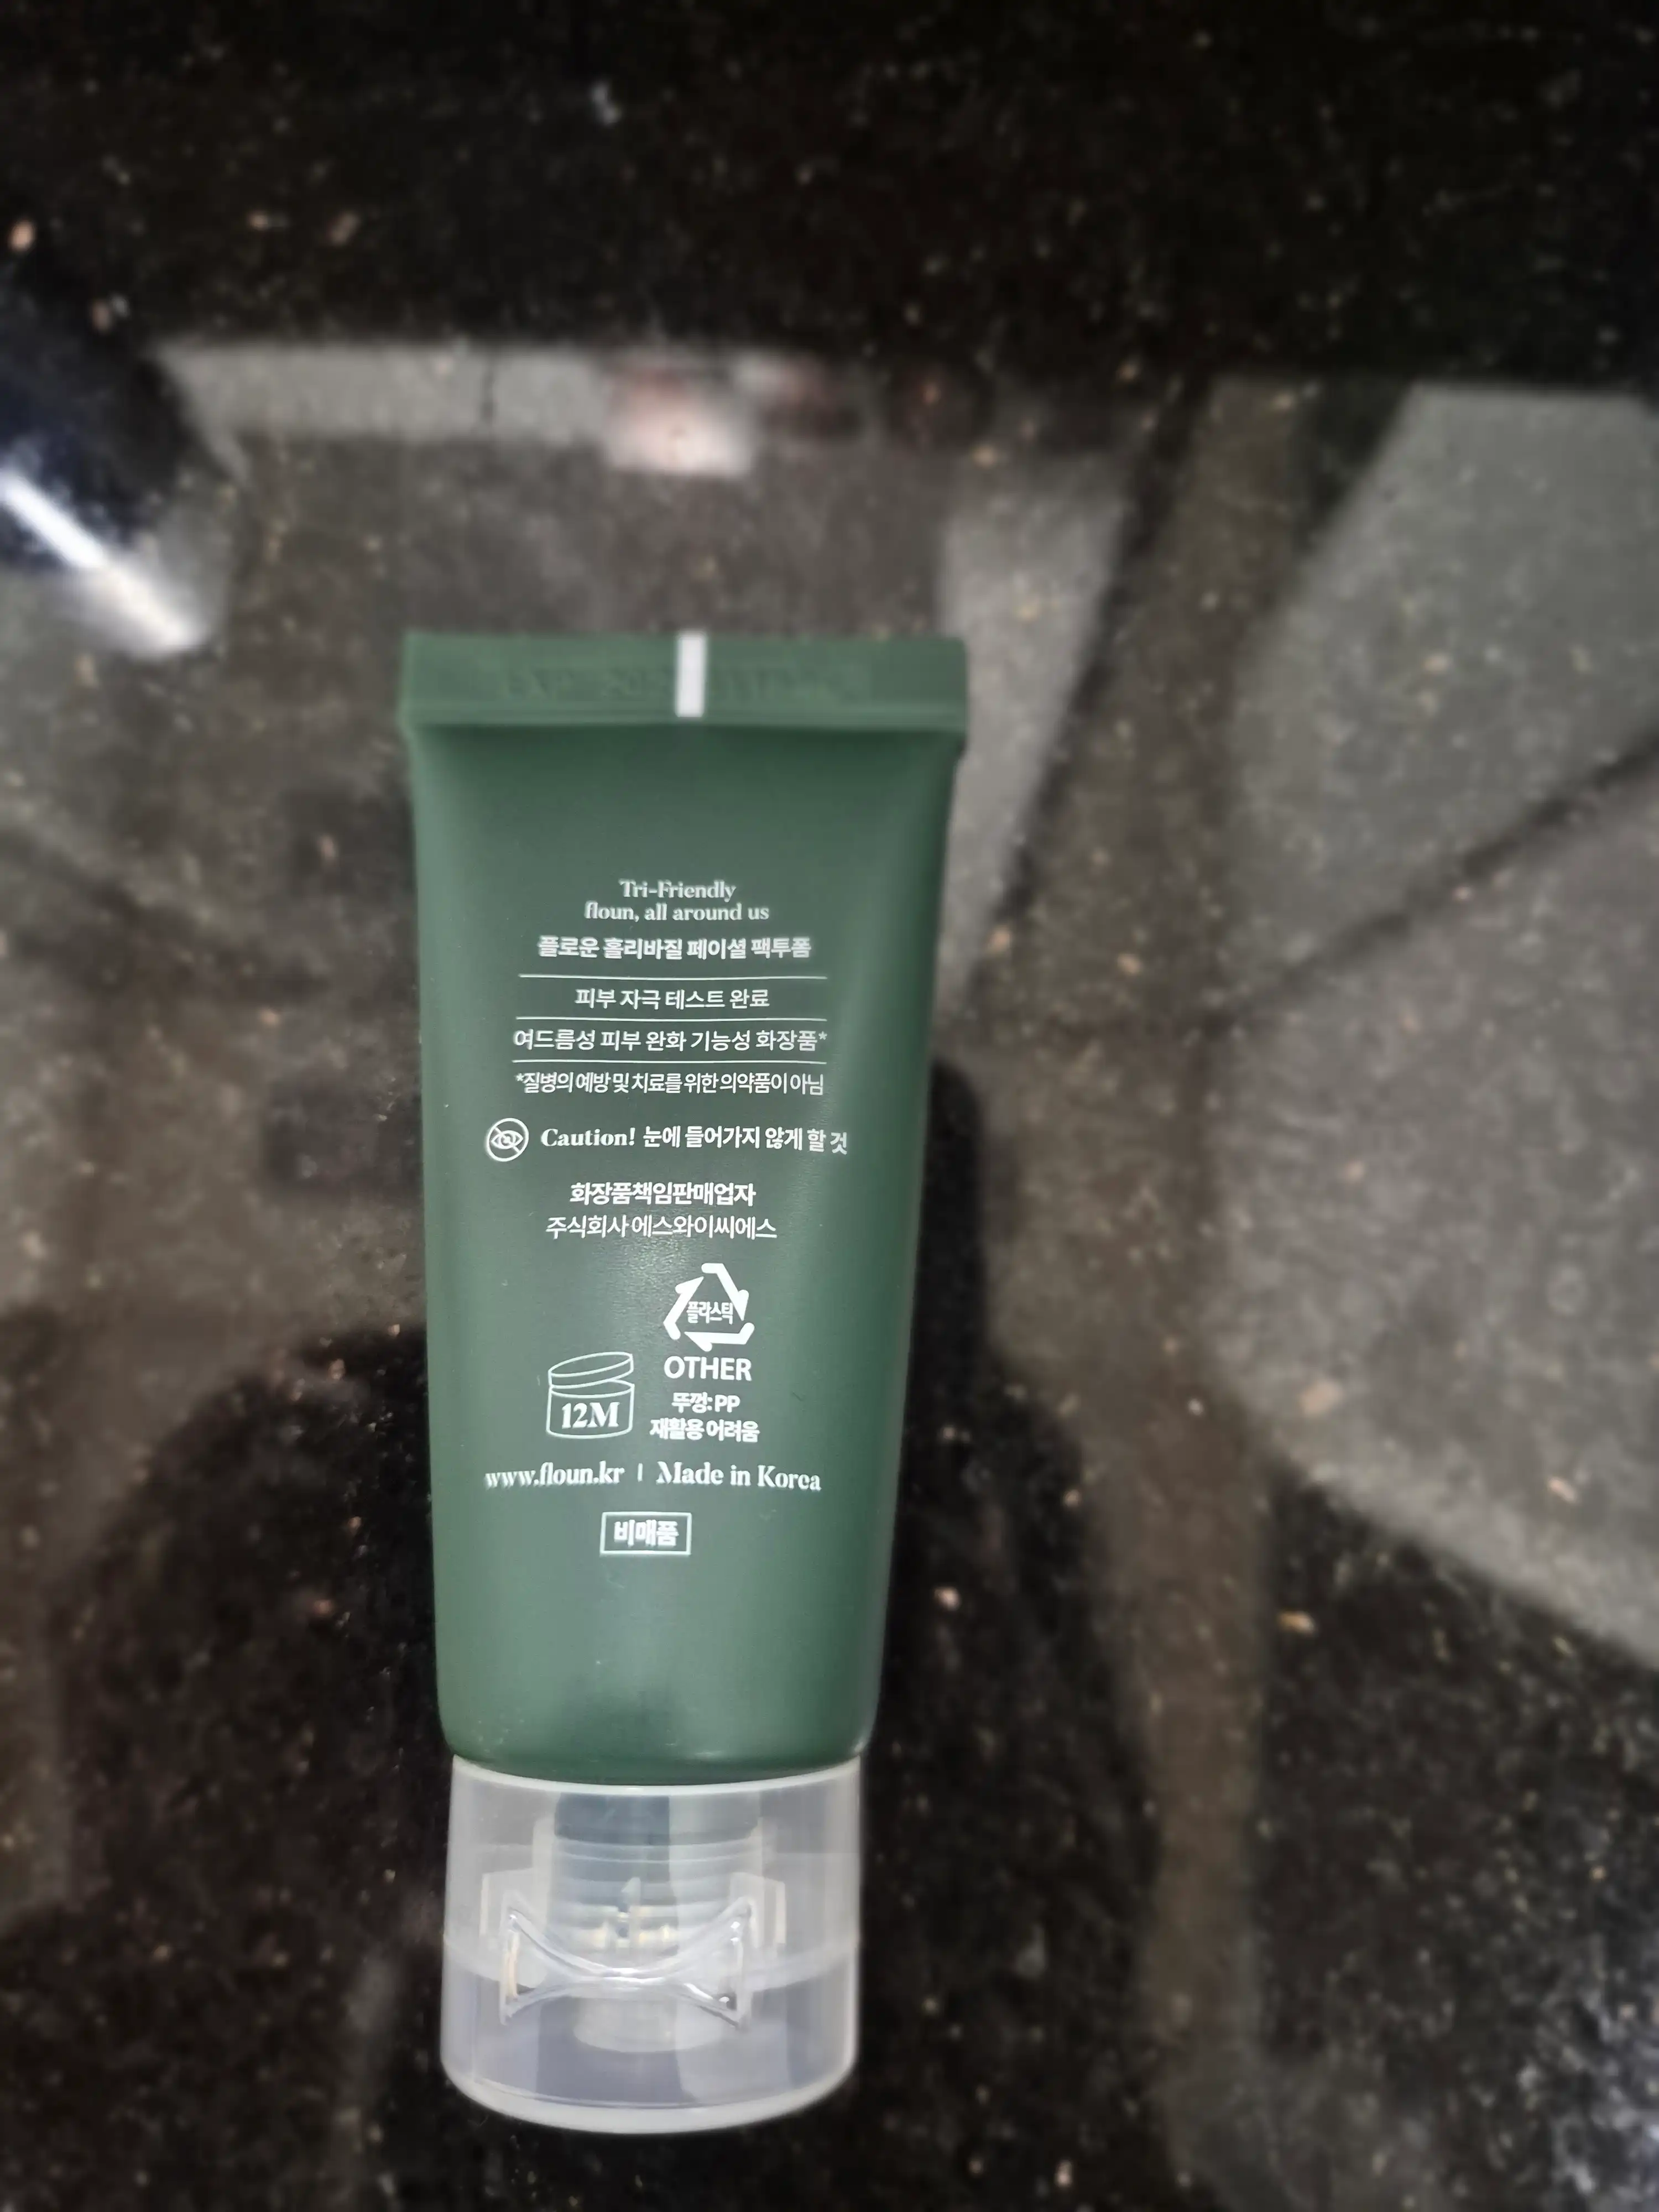 Tri-Friendly
floun, all around us
플로운 홀리바질 페이셜 팩투폼
피부 자극 테스트 완료
여드름성 피부 완화 기능성 화장품*
*질병의 예방 및 치료를 위한 의약품이 아님
Caution! 눈에 들어가지 않게 할 것
화장품책임판매업자
주식회사 에스와이씨에스
플라스틱
OTHER
뚜껑: PP
12M
재활용 어려움
www.floun.kr | Made in Korea
비매품